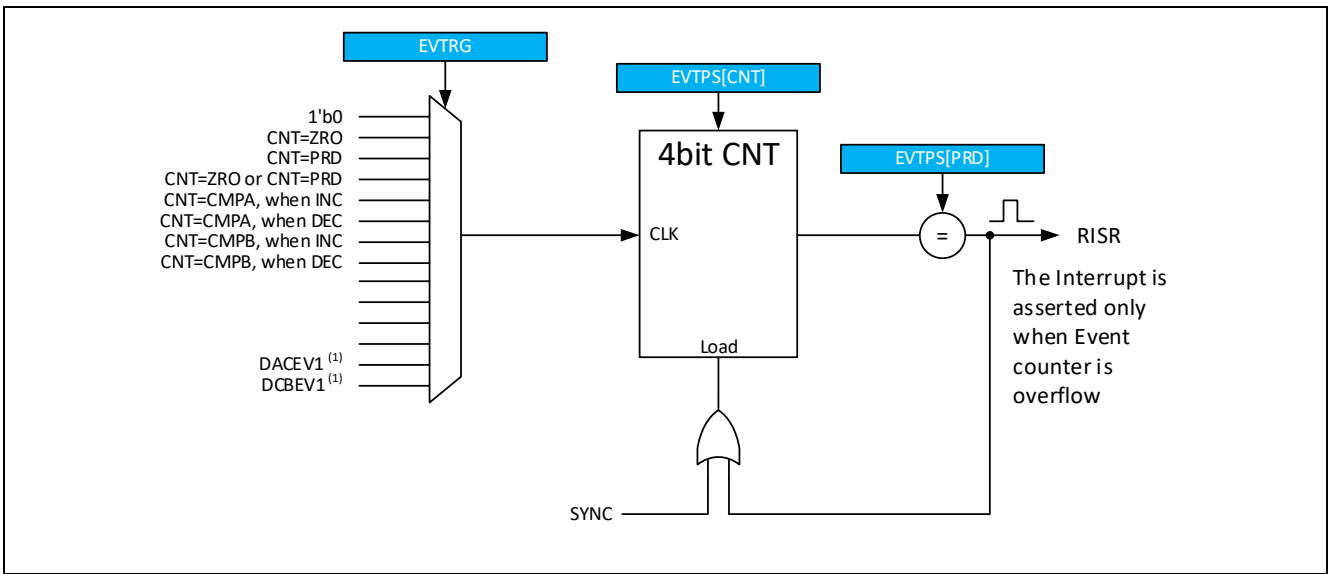 EVTRG
EVTPS[CNT]
1'b0
CNT=ZRO
CNT=PRD
CNT=ZRO or CNT=PRD
CNT=CMPA, when INC
CNT=CMPA, when DEC
CNT=CMPB, when INC
CNT=CMPB, when DEC
DACEV1 (1)
DCBEV1 (1)
4bit CNT
CLK
Load
EVTPS[PRD]
=
RISR
The Interrupt is
asserted only
when Event
counter is
overflow
SYNC